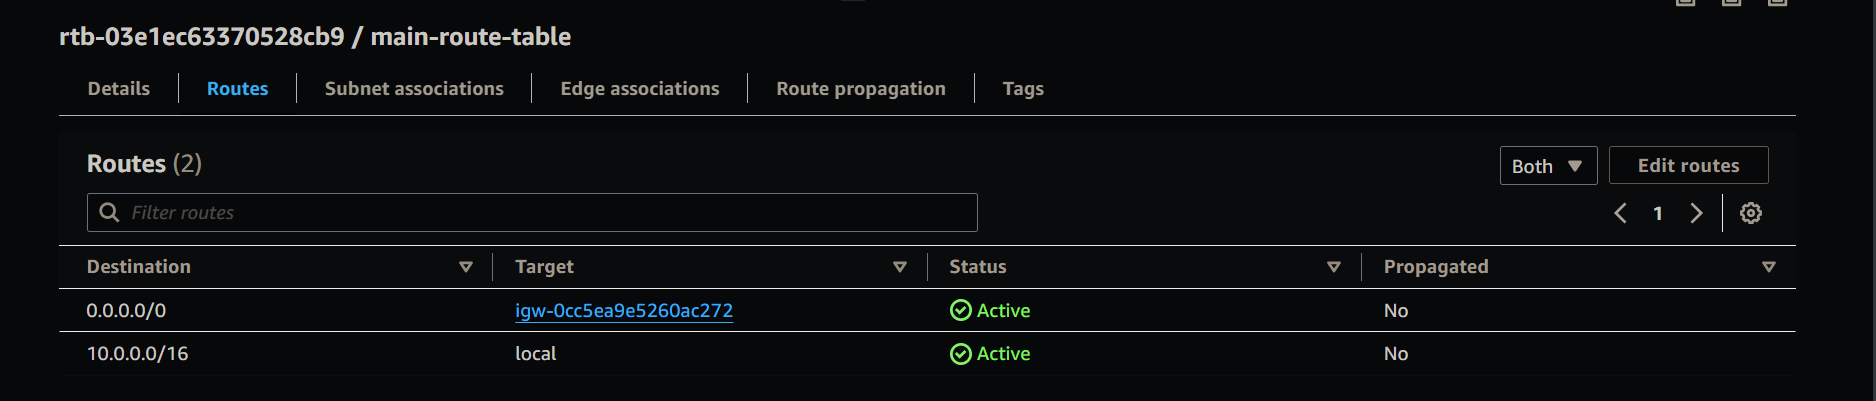 rtb-03e1ec63370528cb9 / main-route-table
Details Routes Subnet associations Edge associations Route propagation Tags
Routes (2)
Both Edit routes
Filter routes
1
Destination Target Status Propagated
0.0.0.0/0 igw-0cc5ea9e5260ac272 Active No
10.0.0.0/16 local Active No